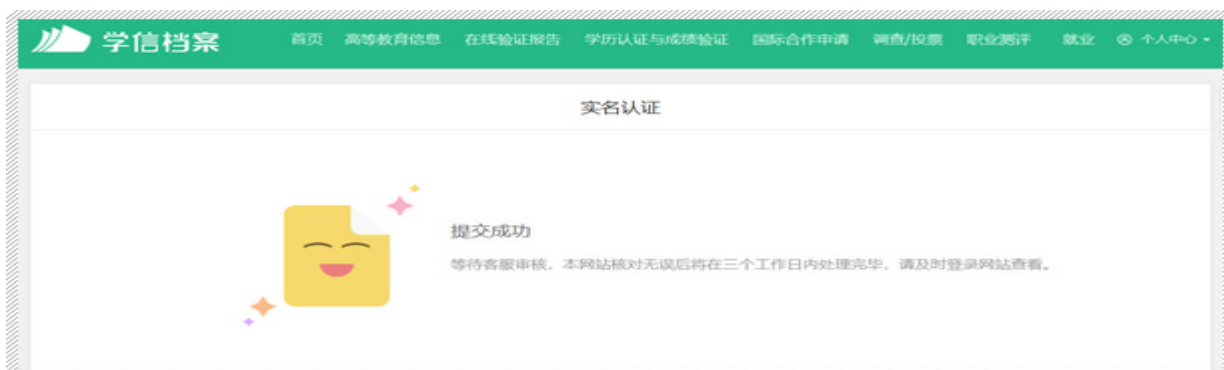 学信档案 首页 高等教育信息 在线验证报告 学历认证与成绩验证 国际合作申请 调查/投票 职业测评 就业 个人中心
实名认证
提交成功
等待客服审核，本网站核对无误后将在三个工作日内处理完毕，请及时登录网站查看。